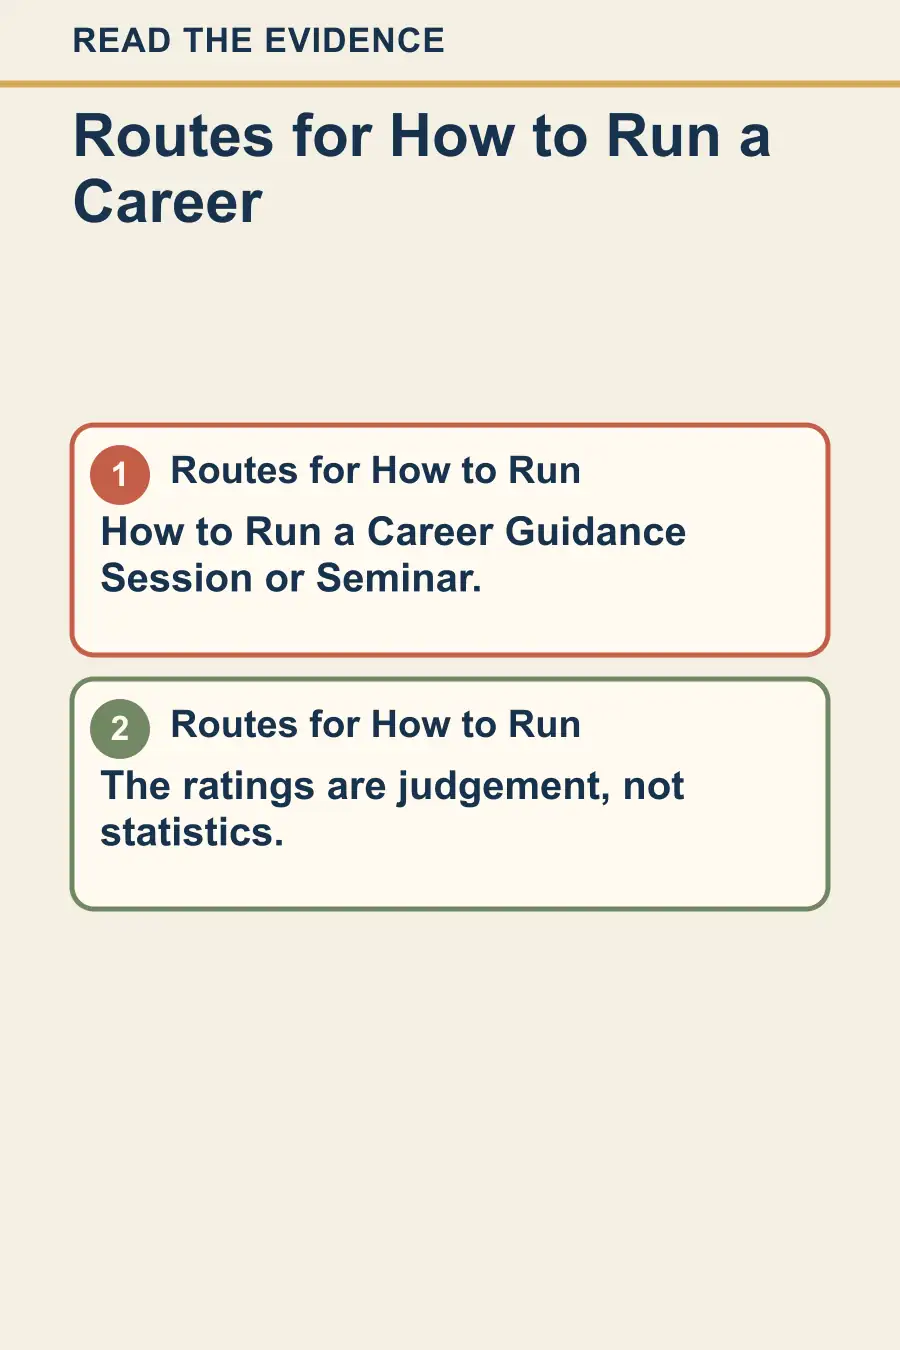 READ THE EVIDENCE
Routes for How to Run a
Career
1
Routes for How to Run
How to Run a Career Guidance
Session or Seminar.
2
Routes for How to Run
The ratings are judgement, not
statistics.